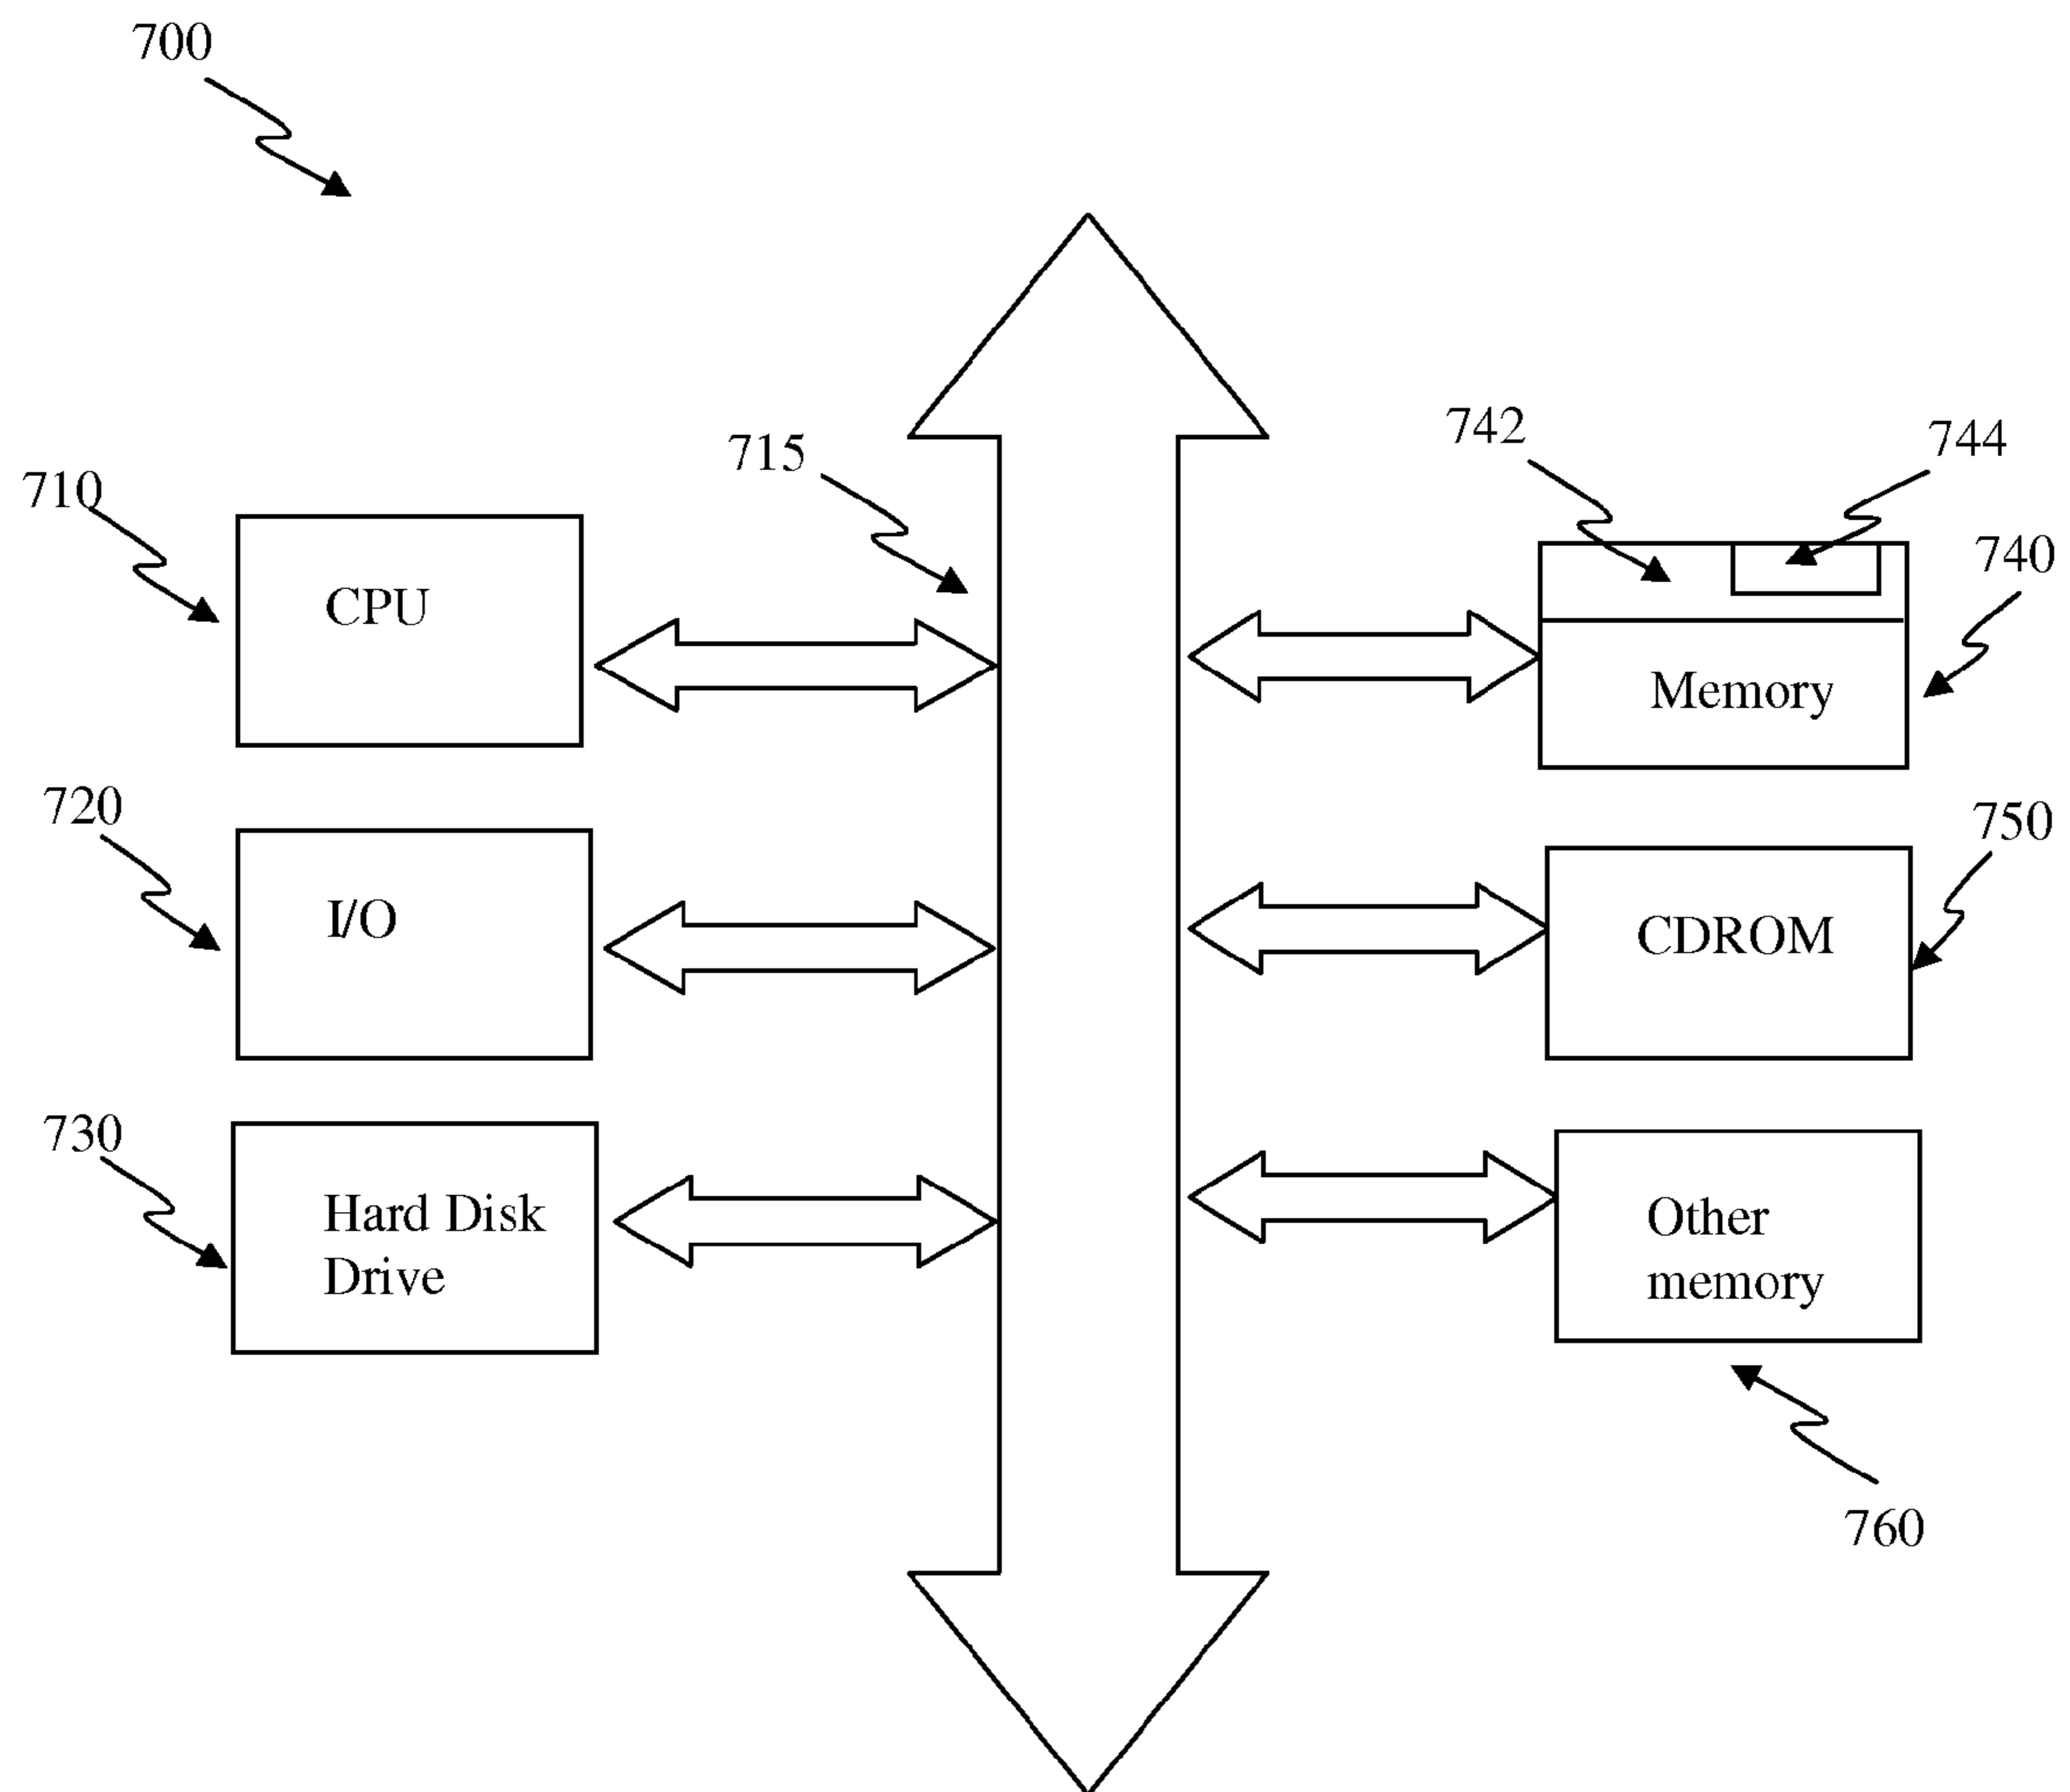 700
715
742
744
710
740
CPU
Memory
720
750
I/O
CDROM
730
Hard Disk
Drive
Other
memory
760